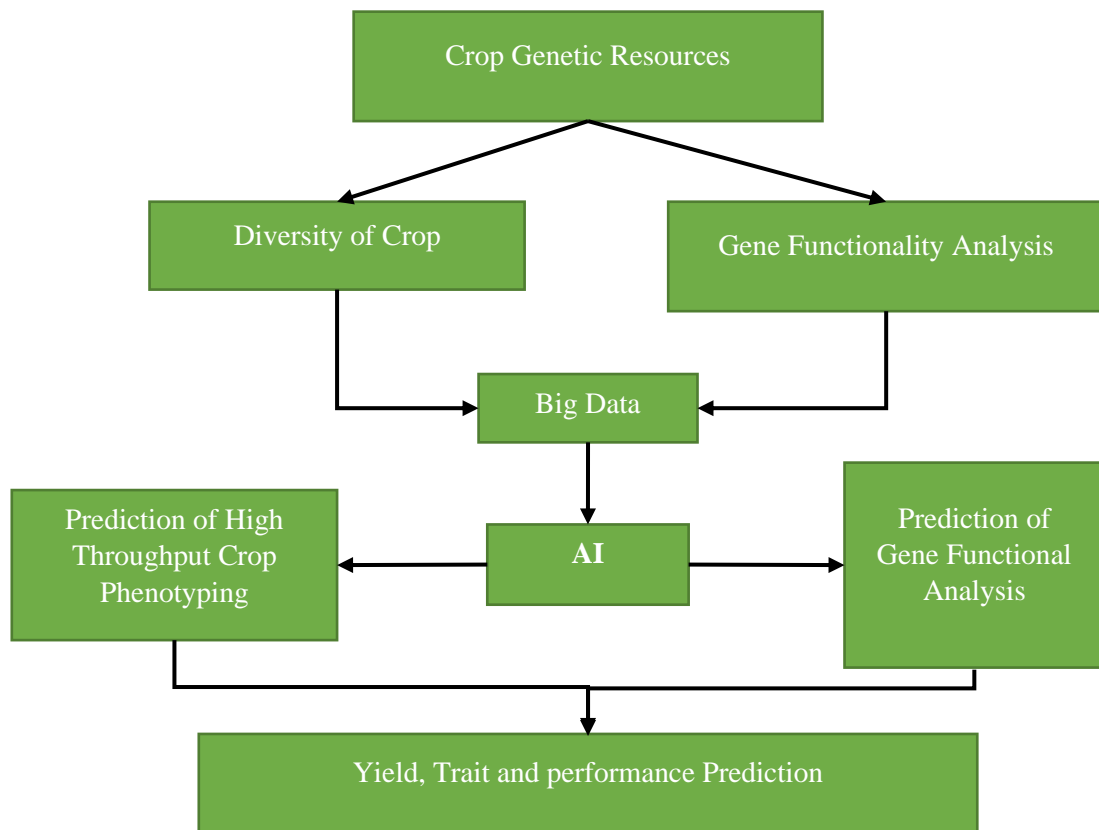 Crop Genetic Resources
Diversity of Crop
Gene Functionality Analysis
Big Data
Prediction of High
Throughput Crop
Phenotyping
AI
Prediction of
Gene Functional
Analysis
Yield, Trait and performance Prediction